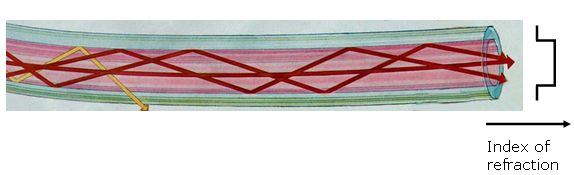 Index of
refraction